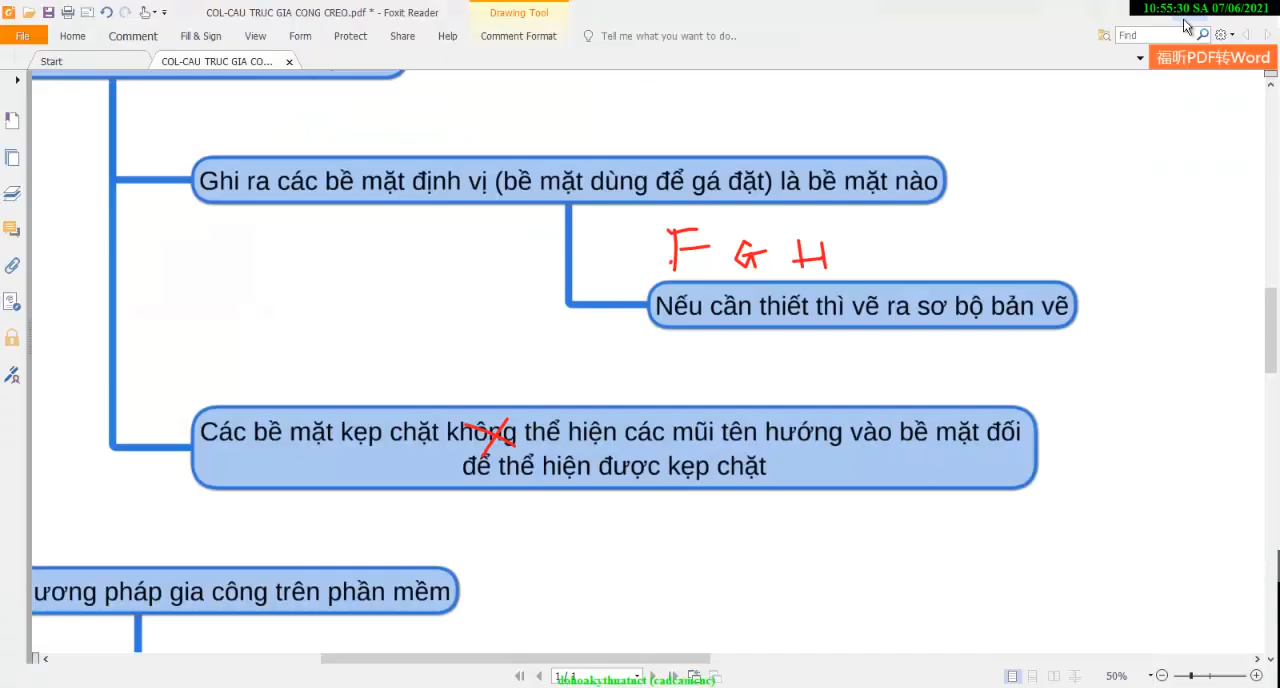 COL-CAU TRUC GIA CONG CREO.pdf * - Foxit Reader
Drawing Tool
10:55:30 SA 07/06/2021
File Home Comment Fill & Sign View Form Protect Share Help Comment Format Tell me what you want to do.. Find
Start COL-CAU TRUC GIA CO... 福昕PDF转Word
Ghi ra các bề mặt định vị (bề mặt dùng để gá đặt) là bề mặt nào
F G H
Nếu cần thiết thì vẽ ra sơ bộ bản vẽ
Các bề mặt kẹp chặt không thể hiện các mũi tên hướng vào bề mặt đối
để thể hiện được kẹp chặt
ương pháp gia công trên phần mềm
1 / 1
dohoakythuatuct (cadcamcnc)
50%